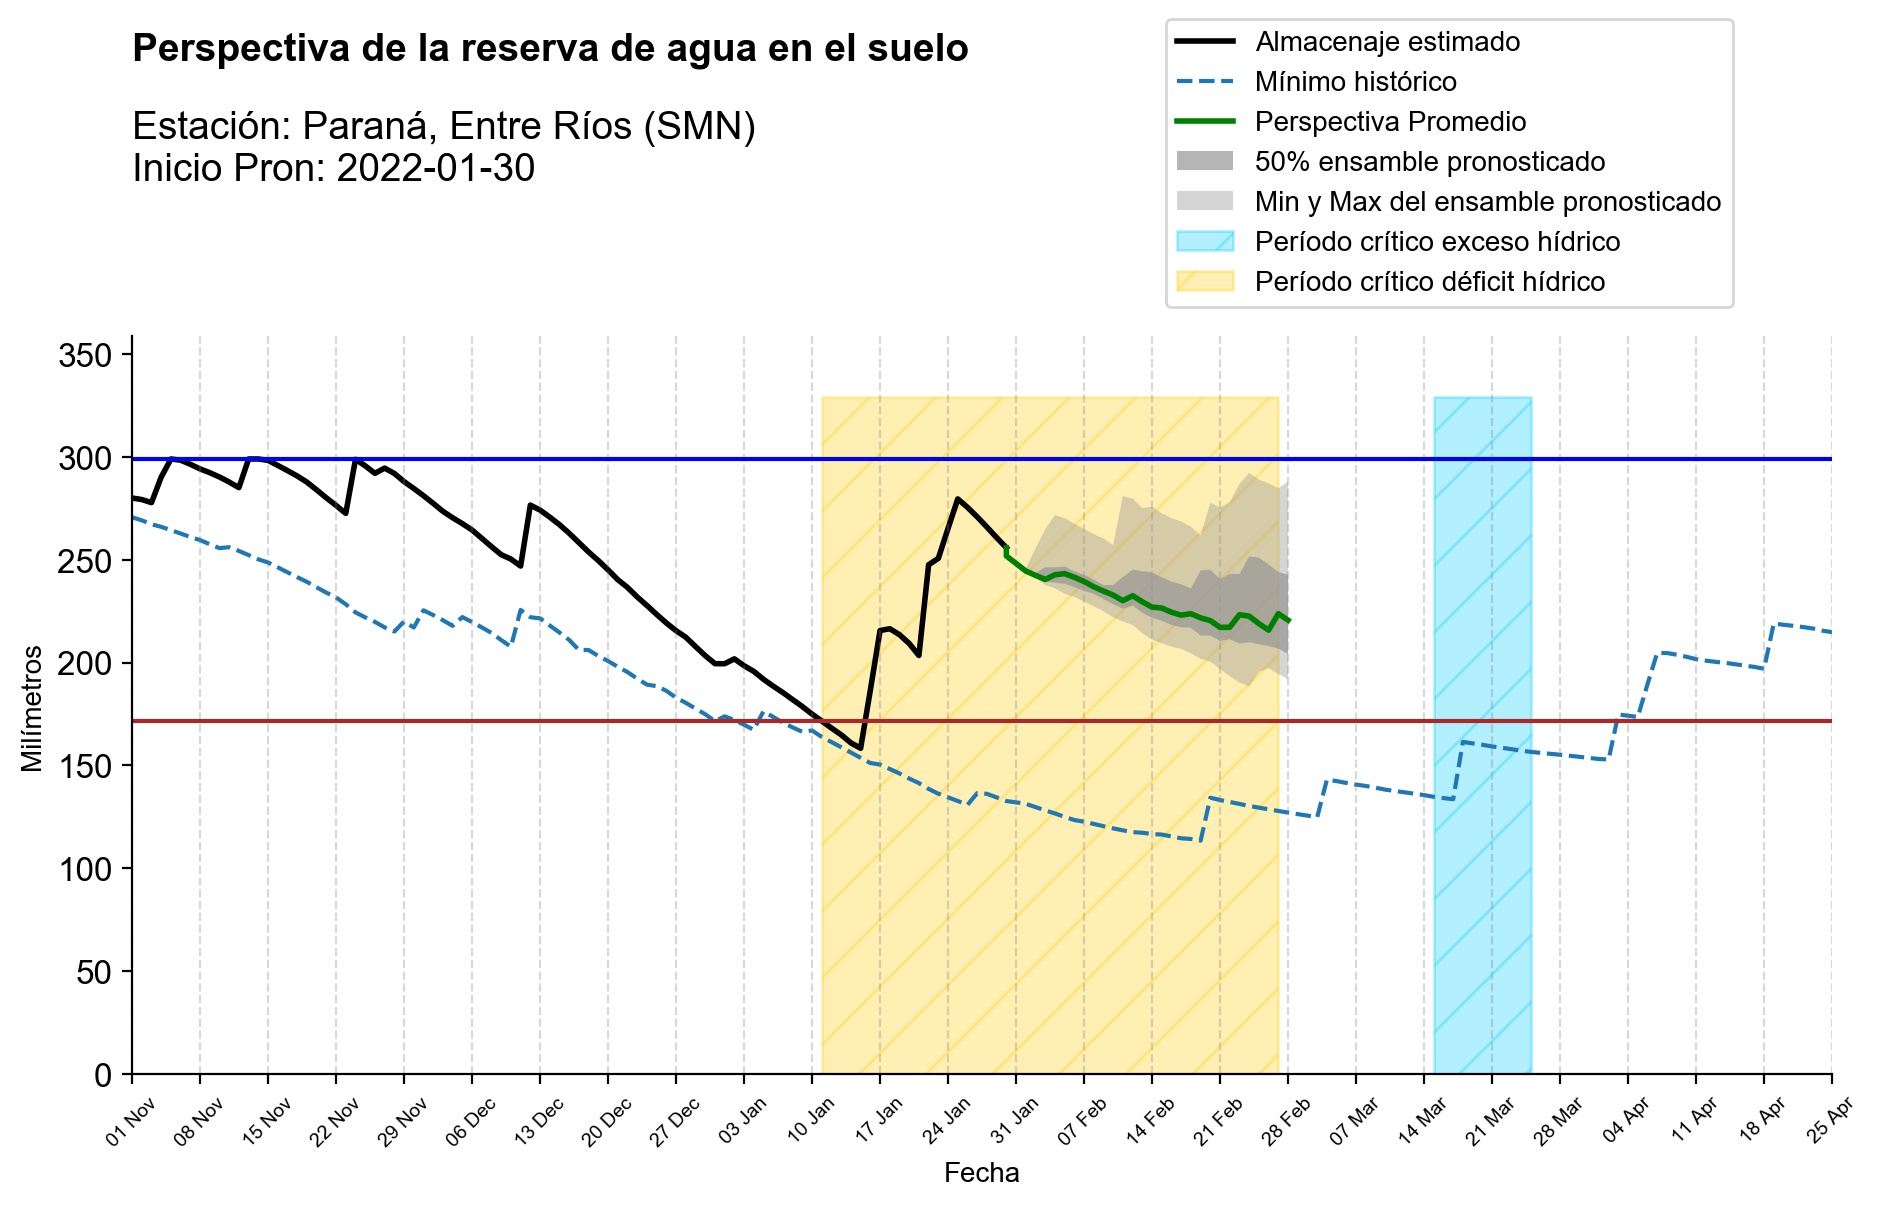 Perspectiva de la reserva de agua en el suelo
Estación: Paraná, Entre Ríos (SMN)
Inicio Pron: 2022-01-30
Almacenaje estimado
Mínimo histórico
Perspectiva Promedio
50% ensamble pronosticado
Min y Max del ensamble pronosticado
Período crítico exceso hídrico
Período crítico déficit hídrico
Milímetros
350
300
250
200
150
100
50
0
01 Nov
08 Nov
15 Nov
22 Nov
29 Nov
06 Dec
13 Dec
20 Dec
27 Dec
03 Jan
10 Jan
17 Jan
24 Jan
31 Jan
07 Feb
14 Feb
21 Feb
28 Feb
07 Mar
14 Mar
21 Mar
28 Mar
04 Apr
11 Apr
18 Apr
25 Apr
Fecha